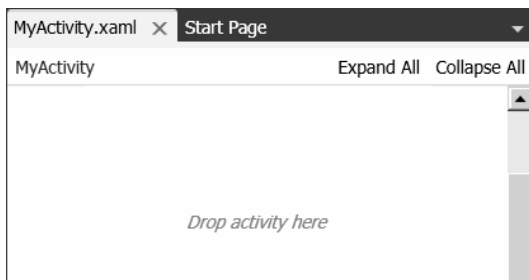 MyActivity.xaml Start Page
MyActivity Expand All Collapse All
Drop activity here